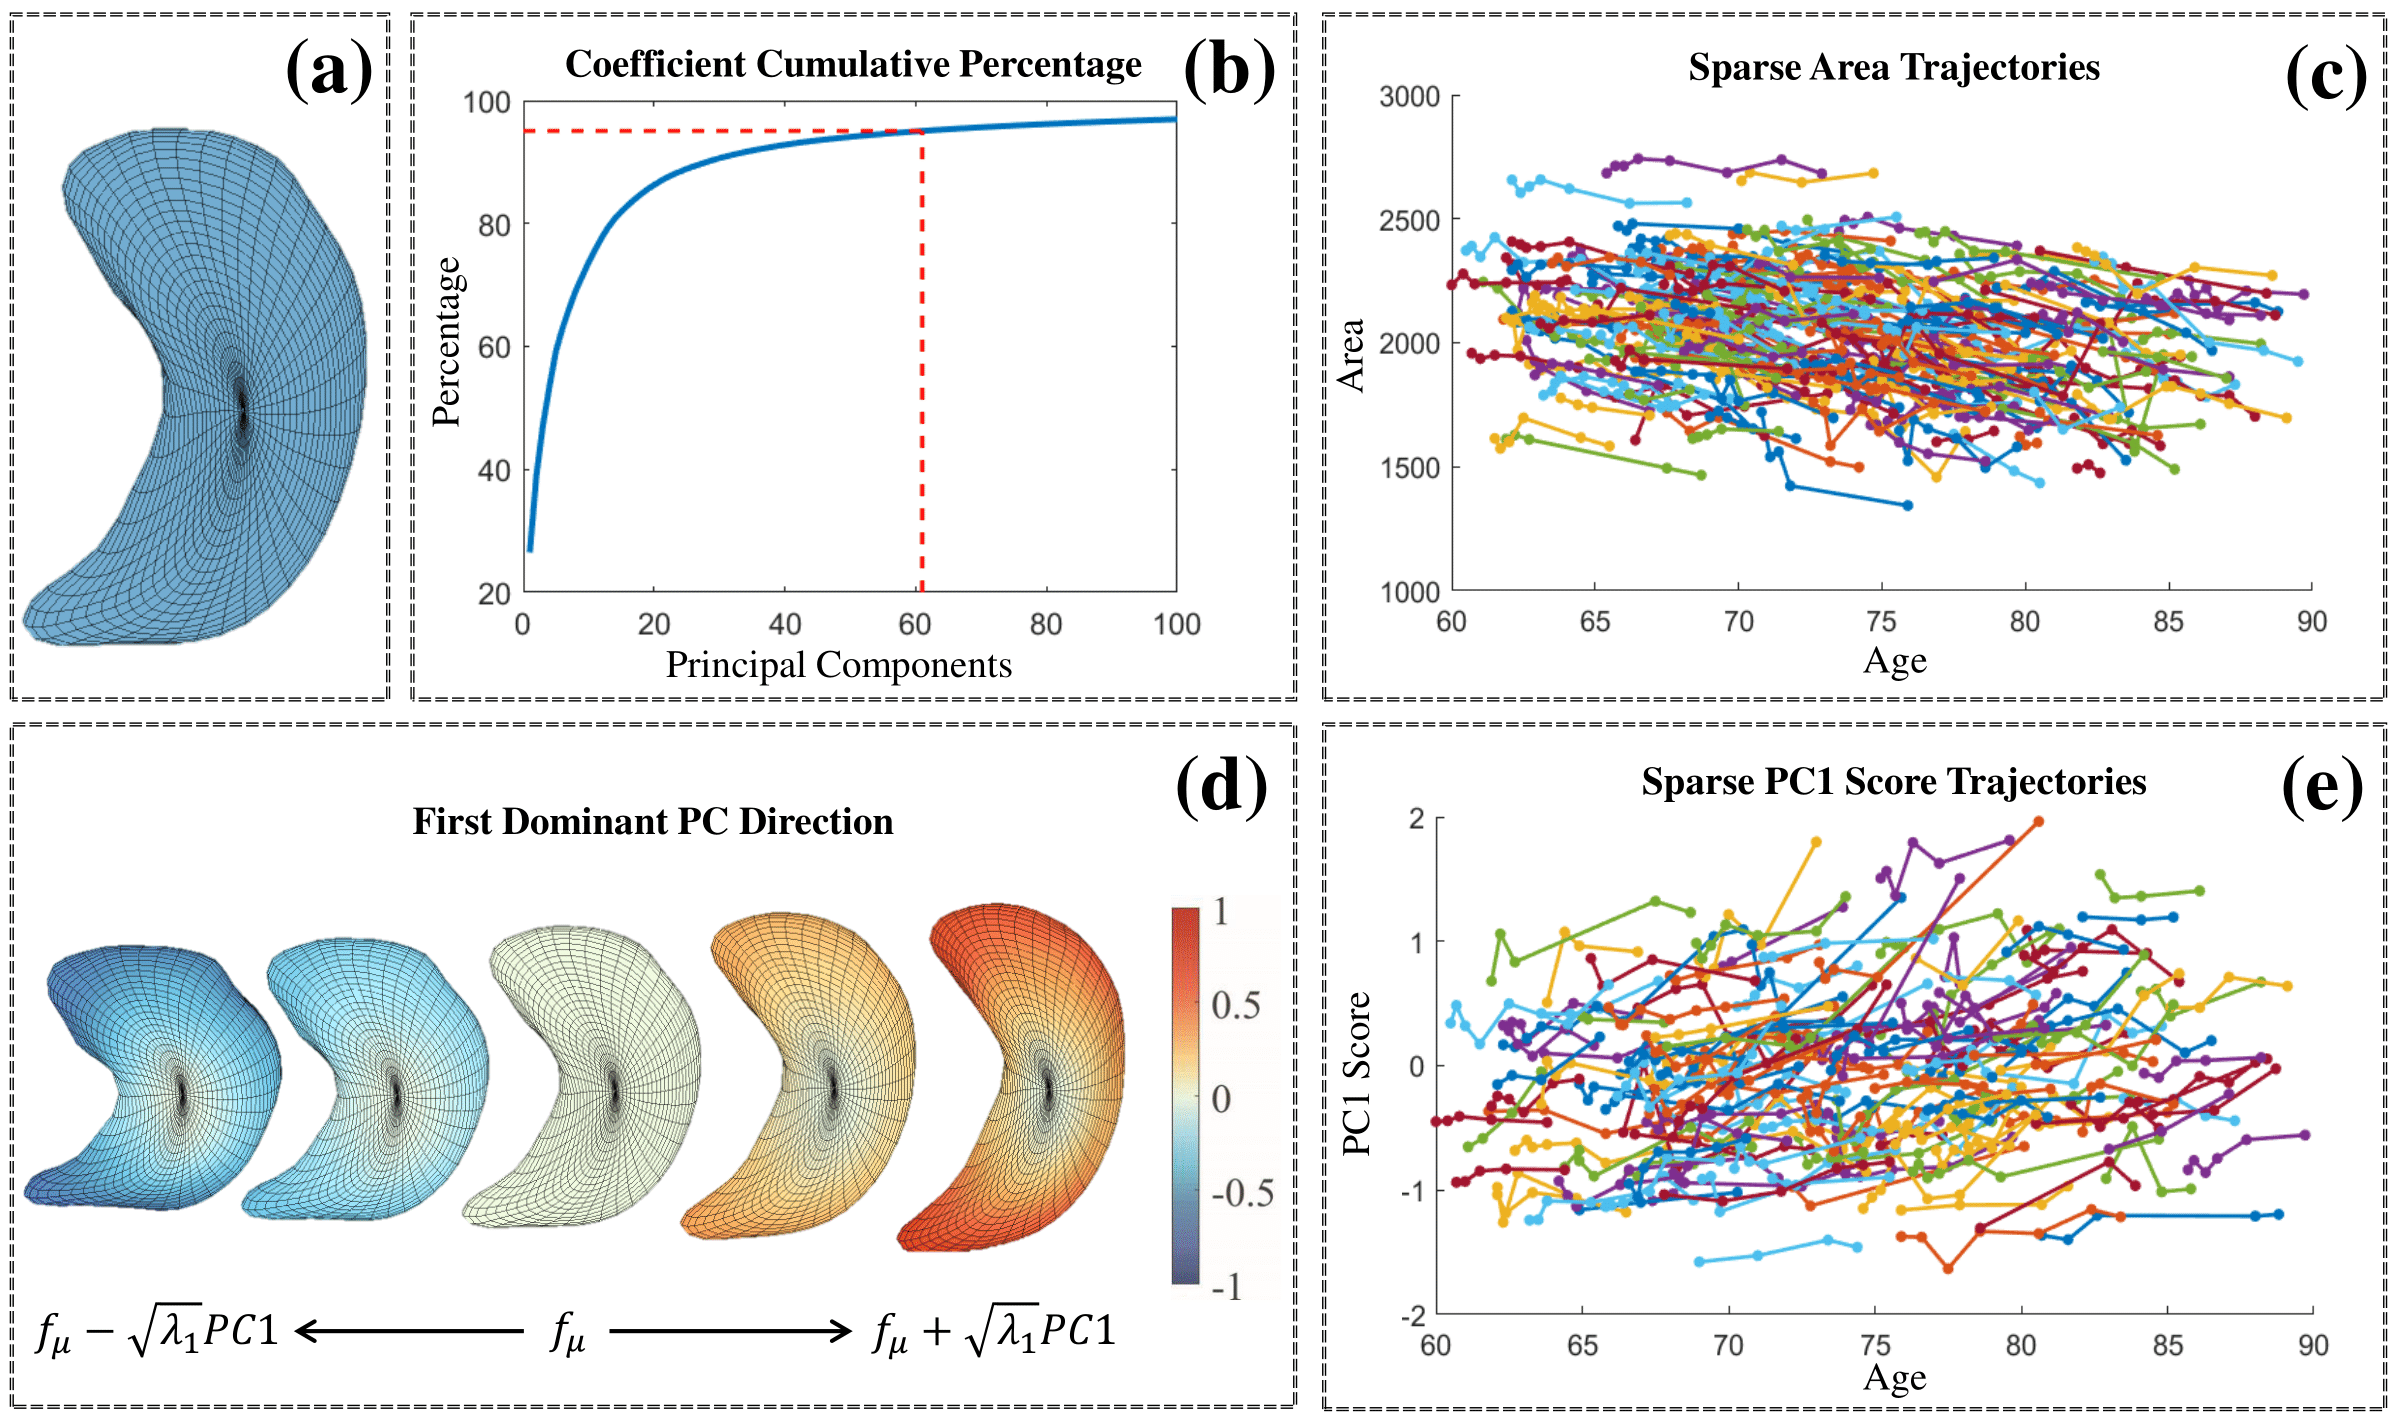 (a)
(b)
Coefficient Cumulative Percentage
100
80
60
40
20
Percentage
0 20 40 60 80 100
Principal Components
(c)
Sparse Area Trajectories
3000
2500
2000
1500
1000
Area
60 65 70 75 80 85 90
Age
(d)
First Dominant PC Direction
1
0.5
0
-0.5
-1
f_μ − √λ₁PC1 f_μ f_μ + √λ₁PC1
(e)
Sparse PC1 Score Trajectories
2
1
0
-1
-2
PC1 Score
60 65 70 75 80 85 90
Age